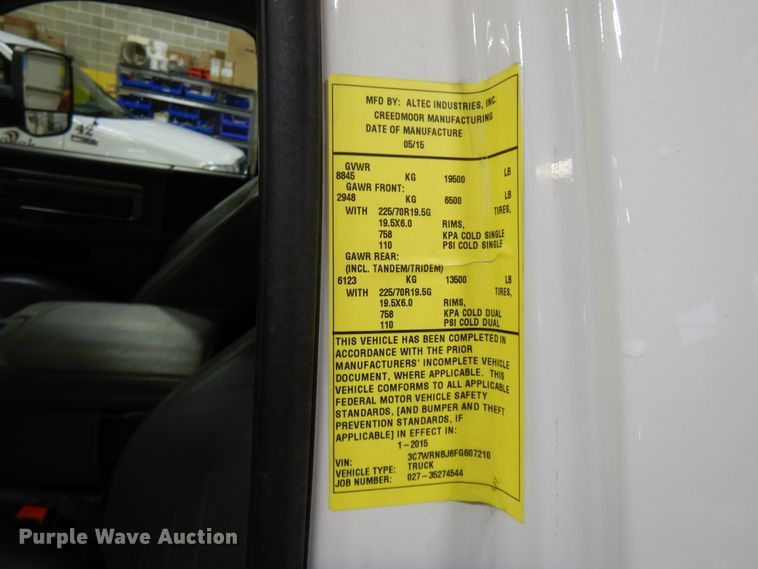 MFD BY: ALTEC INDUSTRIES, INC.
CREEDMOOR MANUFACTURING
DATE OF MANUFACTURE
05/15
GVWR
8845 KG 19500 LB
GAWR FRONT:
2948 KG 6500 LB
WITH 225/70R19.5G TIRES,
19.5X6.0 RIMS,
758 KPA COLD SINGLE
110 PSI COLD SINGLE
GAWR REAR:
(INCL. TANDEM/TRIDEM)
6123 KG 13500 LB
WITH 225/70R19.5G TIRES,
19.5X6.0 RIMS,
758 KPA COLD DUAL
110 PSI COLD DUAL
THIS VEHICLE HAS BEEN COMPLETED IN
ACCORDANCE WITH THE PRIOR
MANUFACTURERS' INCOMPLETE VEHICLE
DOCUMENT, WHERE APPLICABLE. THIS
VEHICLE COMFORMS TO ALL APPLICABLE
FEDERAL MOTOR VEHICLE SAFETY
STANDARDS, [AND BUMPER AND THEFT
PREVENTION STANDARDS, IF
APPLICABLE] IN EFFECT IN:
1-2015
VIN: 3C7WRNBJ6FG607210
VEHICLE TYPE: TRUCK
JOB NUMBER: 027-35274544
42
Purple Wave Auction